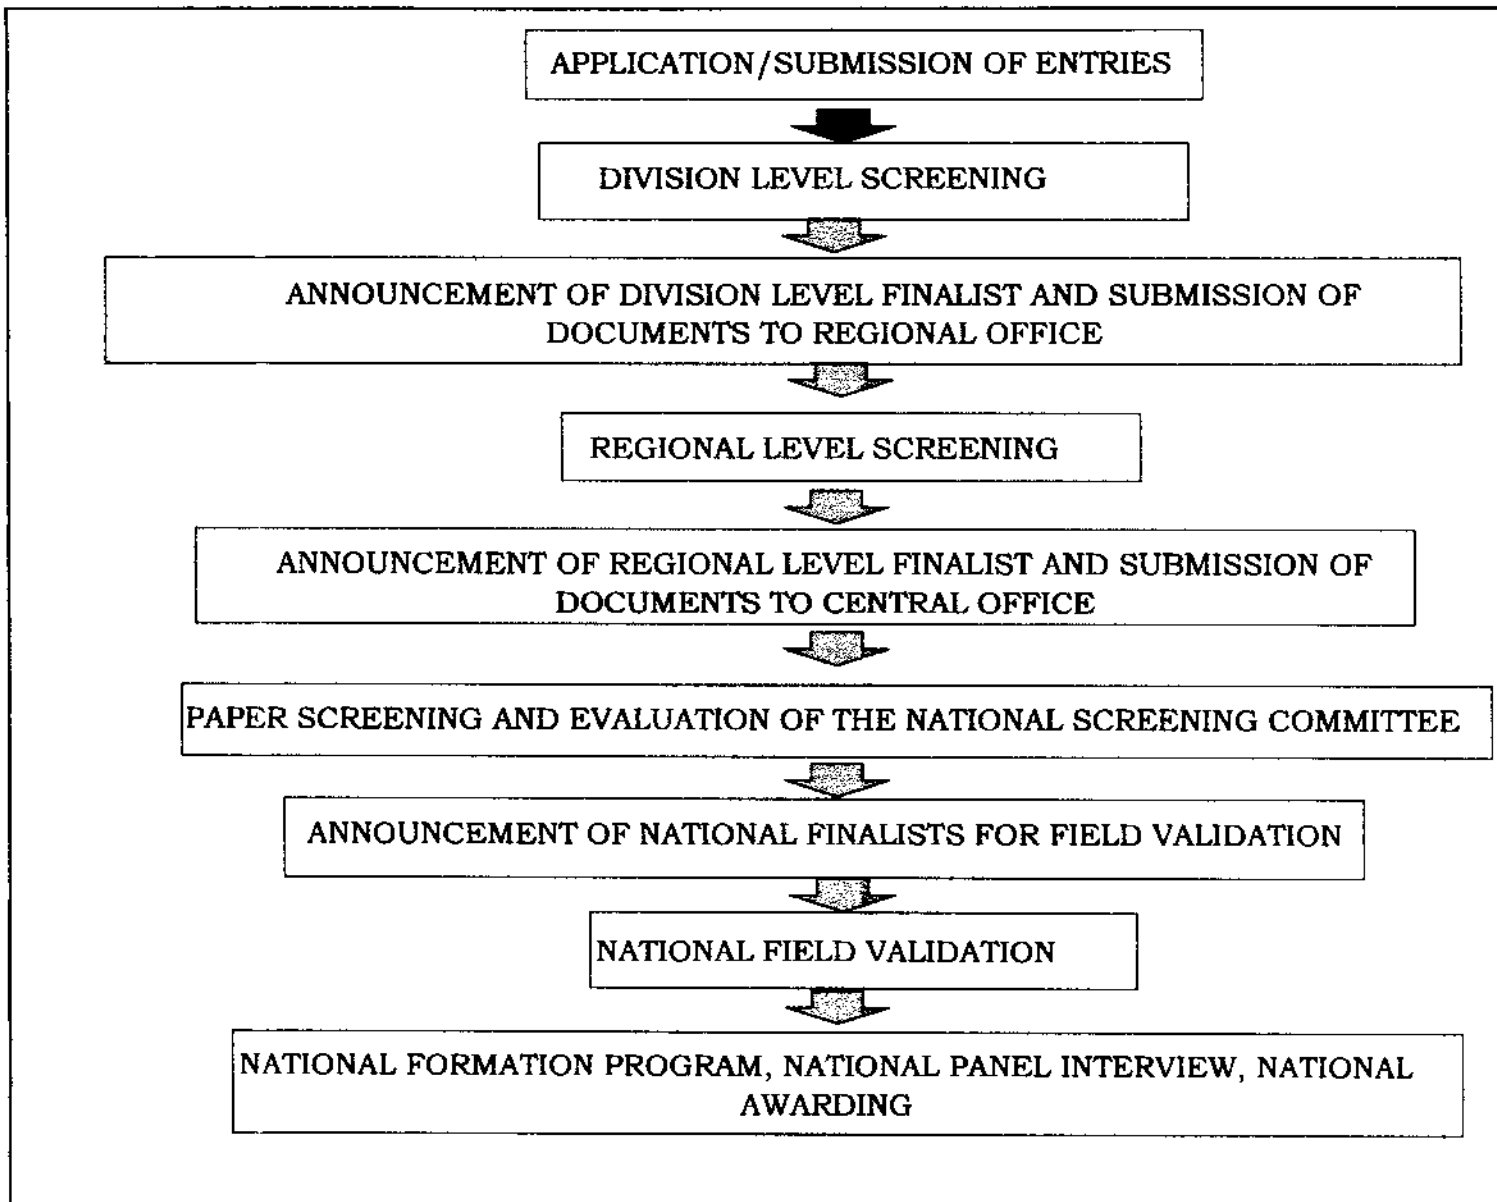 APPLICATION/SUBMISSION OF ENTRIES
DIVISION LEVEL SCREENING
ANNOUNCEMENT OF DIVISION LEVEL FINALIST AND SUBMISSION OF
DOCUMENTS TO REGIONAL OFFICE
REGIONAL LEVEL SCREENING
ANNOUNCEMENT OF REGIONAL LEVEL FINALIST AND SUBMISSION OF
DOCUMENTS TO CENTRAL OFFICE
PAPER SCREENING AND EVALUATION OF THE NATIONAL SCREENING COMMITTEE
ANNOUNCEMENT OF NATIONAL FINALISTS FOR FIELD VALIDATION
NATIONAL FIELD VALIDATION
NATIONAL FORMATION PROGRAM, NATIONAL PANEL INTERVIEW, NATIONAL
AWARDING